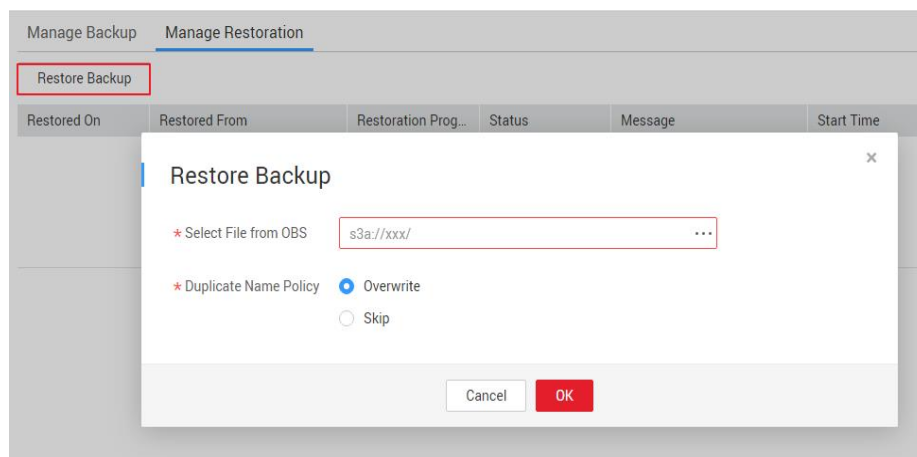 Manage Backup Manage Restoration
Restore Backup
Restored On Restored From Restoration Prog... Status Message Start Time
×
Restore Backup
* Select File from OBS s3a://xxx/ ...
* Duplicate Name Policy Overwrite
Skip
Cancel OK